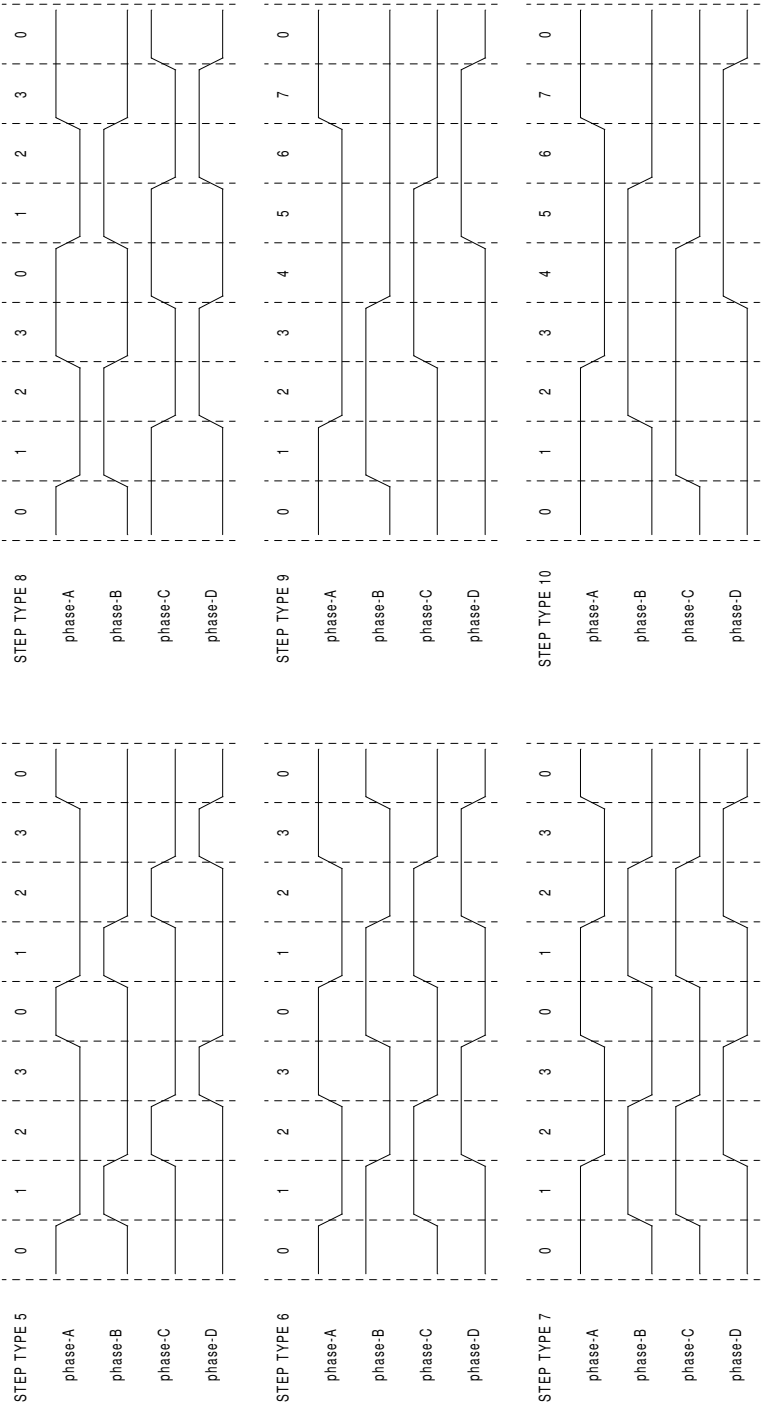 STEP TYPE 5 0 1 2 3 0 1 2 3 0
phase-A
phase-B
phase-C
phase-D
STEP TYPE 6 0 1 2 3 0 1 2 3 0
phase-A
phase-B
phase-C
phase-D
STEP TYPE 7 0 1 2 3 0 1 2 3 0
phase-A
phase-B
phase-C
phase-D
STEP TYPE 8 0 1 2 3 0 1 2 3 0
phase-A
phase-B
phase-C
phase-D
STEP TYPE 9 0 1 2 3 4 5 6 7 0
phase-A
phase-B
phase-C
phase-D
STEP TYPE 10 0 1 2 3 4 5 6 7 0
phase-A
phase-B
phase-C
phase-D